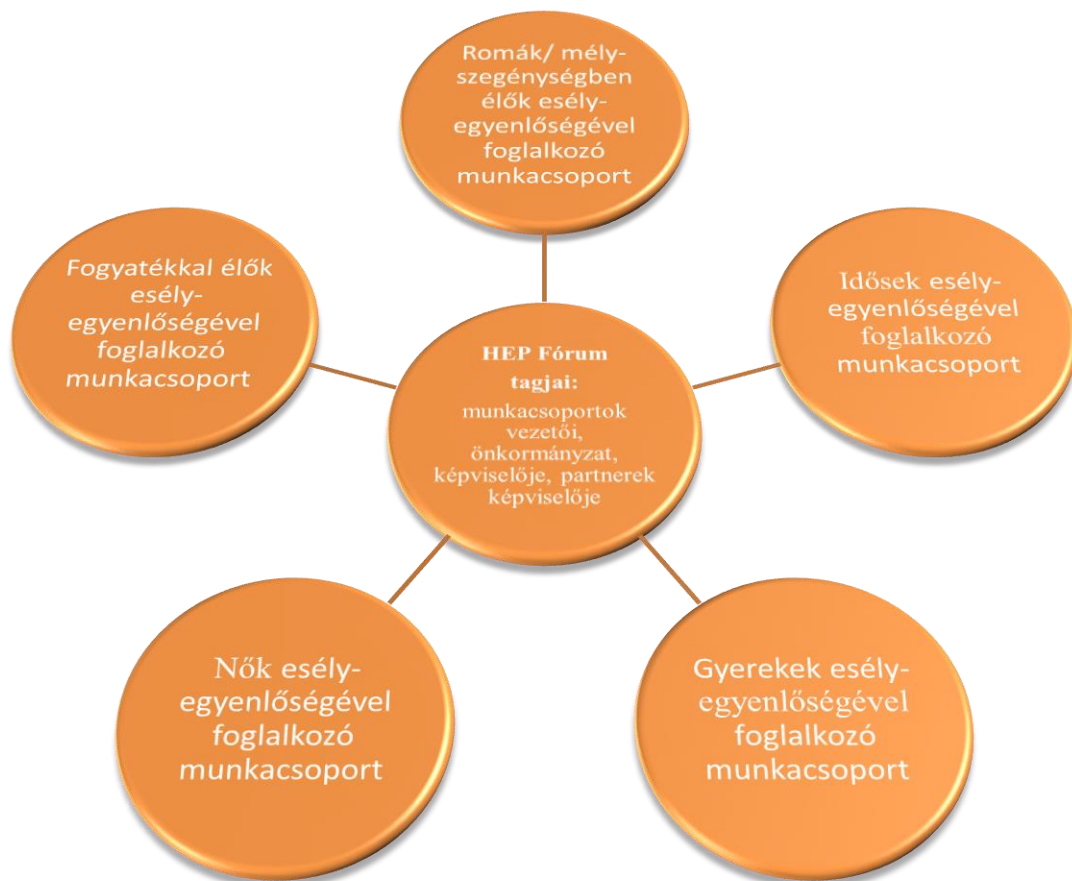 Romák/ mély-
szegénységben
élők esély-
egyenlőségével
foglalkozó
munkacsoport
Fogyatékkal élők
esély-
egyenlőségével
foglalkozó
munkacsoport
Idősek esély-
egyenlőségével
foglalkozó
munkacsoport
HEP Fórum
tagjai:
munkacsoportok
vezetői,
önkormányzat,
képviselője, partnerek
képviselője
Nők esély-
egyenlőségével
foglalkozó
munkacsoport
Gyerekek esély-
egyenlőségével
foglalkozó
munkacsoport